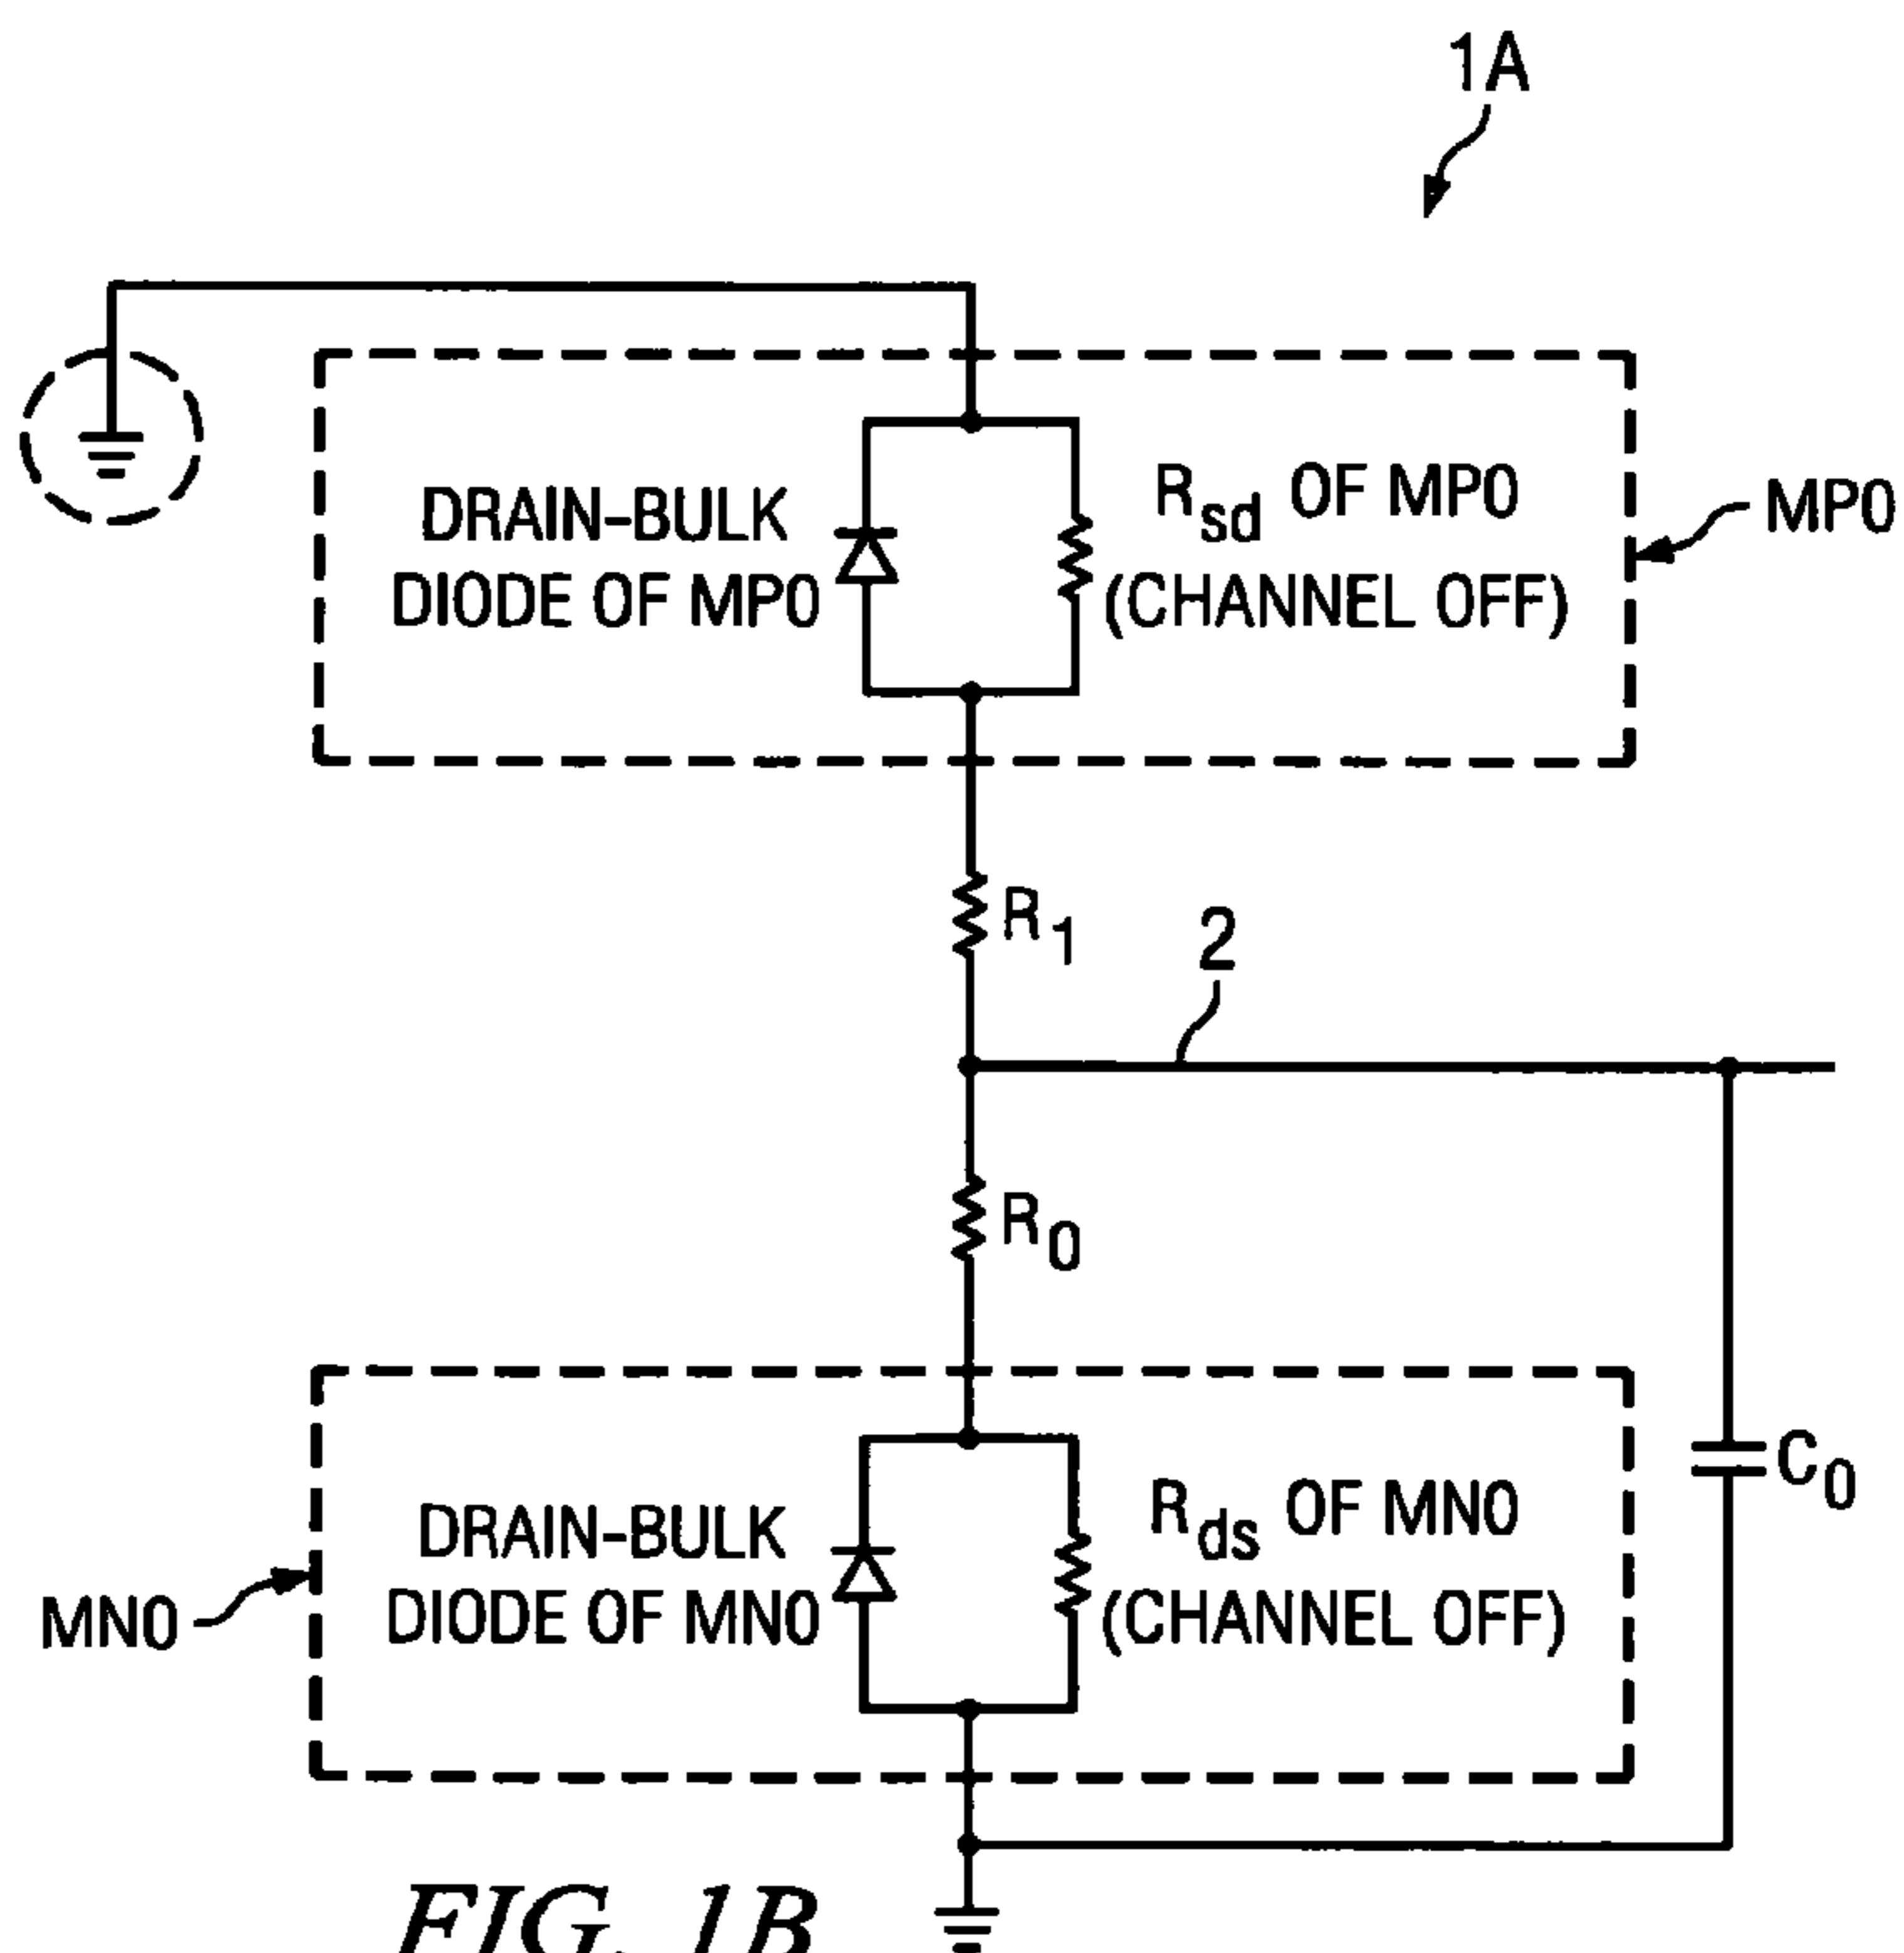 1A
DRAIN-BULK
DIODE OF MP0
Rsd OF MP0
(CHANNEL OFF)
MP0
R1
2
R0
DRAIN-BULK
DIODE OF MN0
Rds OF MN0
(CHANNEL OFF)
MN0
C0
FIG. 1B